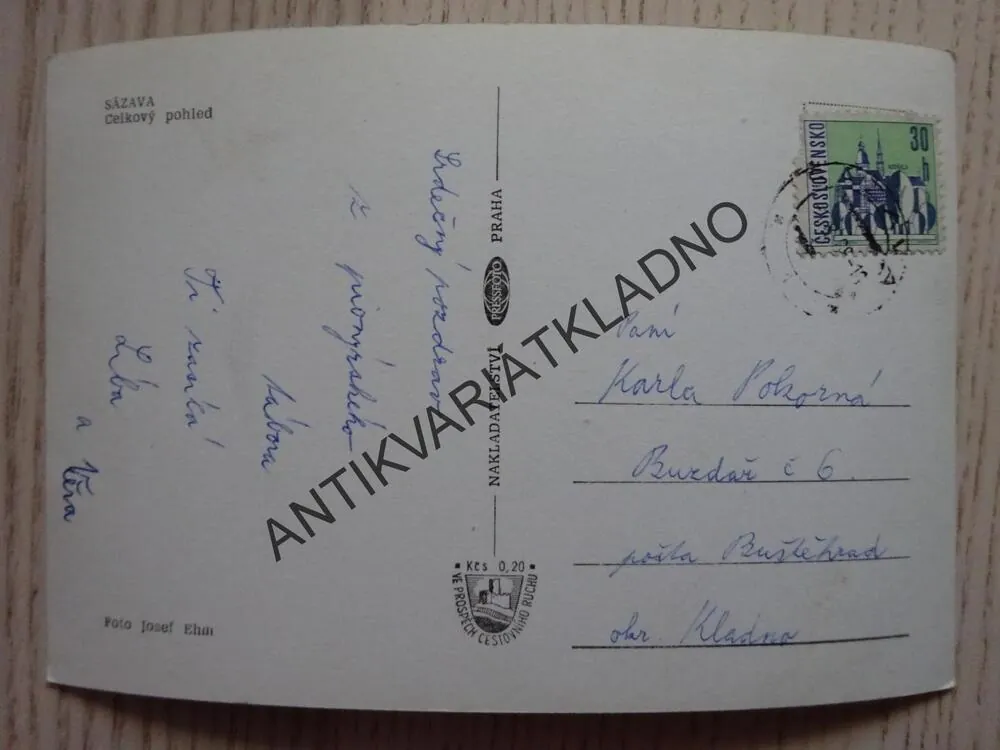 SÁZAVA
Celkový pohled
Srdečný pozdrav
z pionýrského
tábora
Ti zasílá
Lída
a Věra
Foto Josef Ehm
NAKLADATELSTVÍ PRESSFOTO PRAHA
Kčs 0,20
VE PROSPĚCH CESTOVNÍHO RUCHU
ČESKOSLOVENSKO
30
h
Paní
Karla Pokorná
Buzdař č 6.
pošta Buštěhrad
okr. Kladno
ANTIKVARIATKLADNO